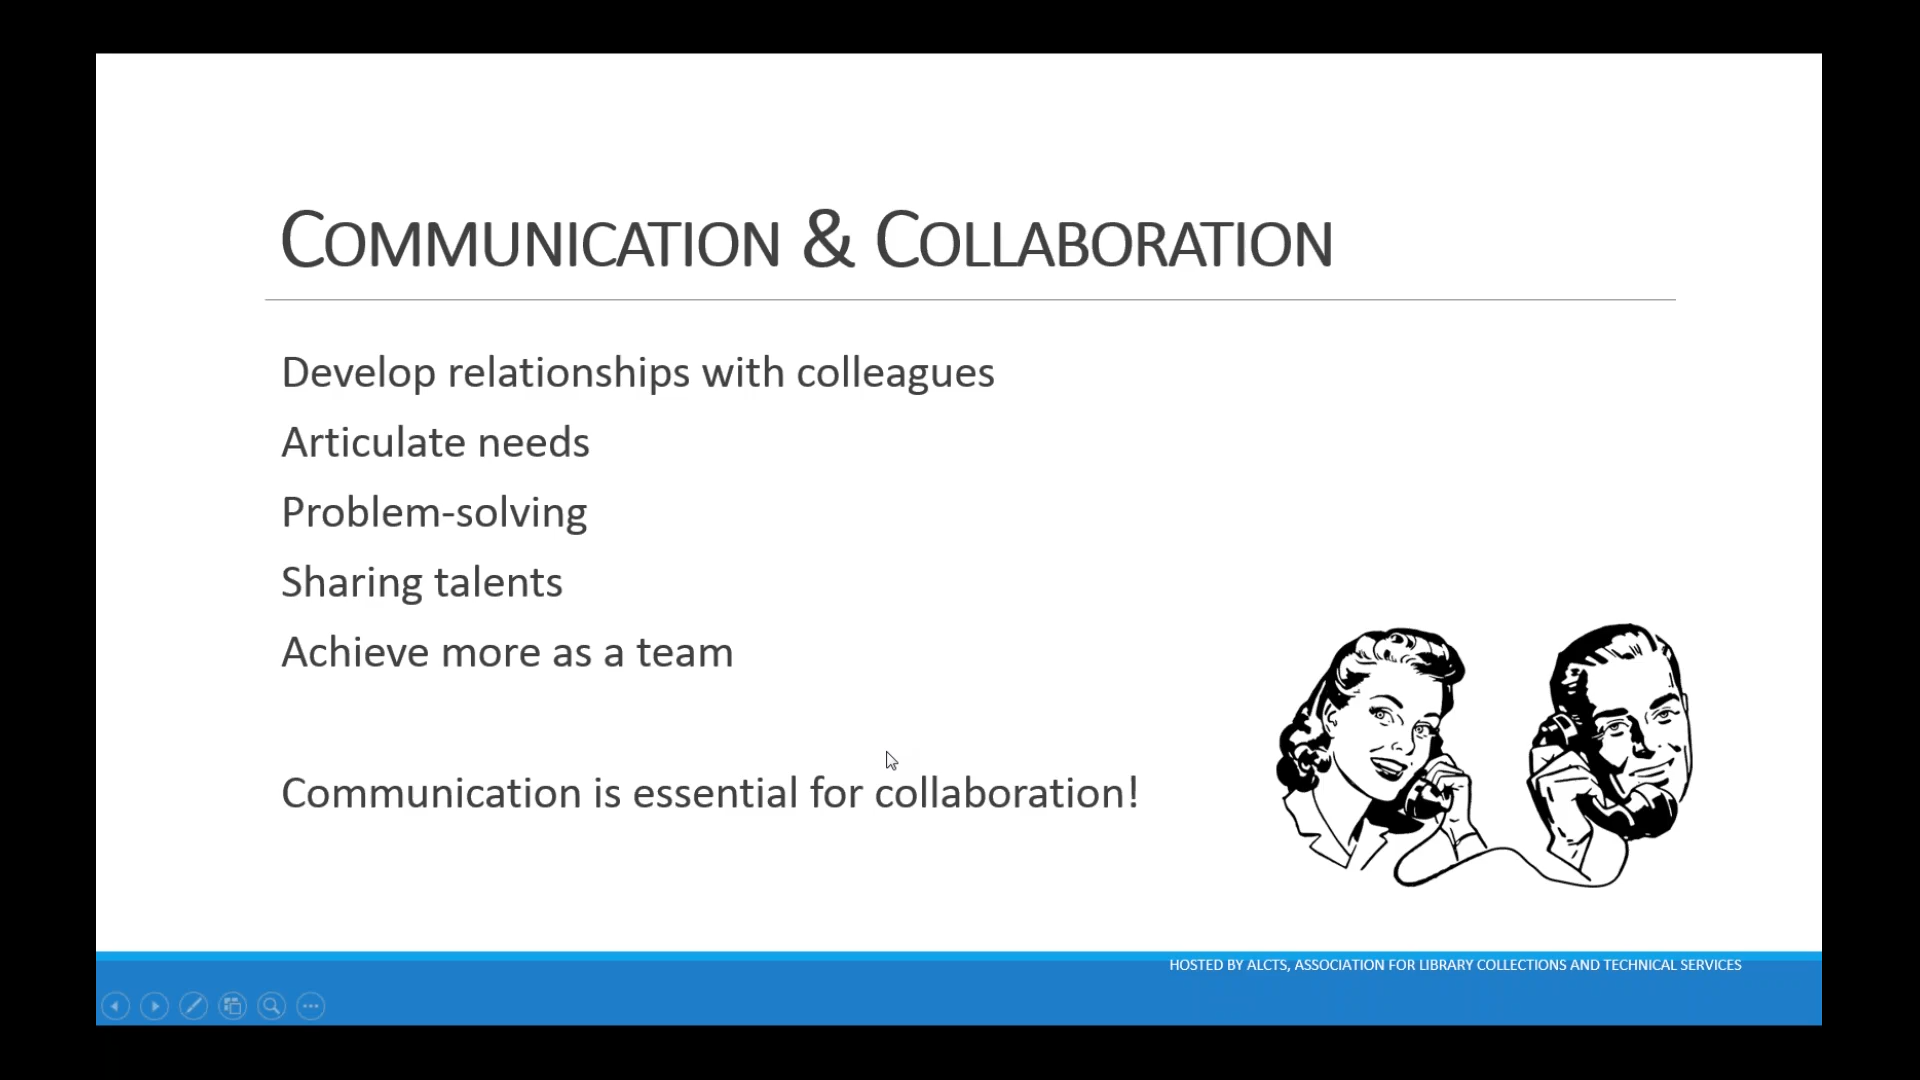 COMMUNICATION & COLLABORATION
Develop relationships with colleagues
Articulate needs
Problem-solving
Sharing talents
Achieve more as a team
Communication is essential for collaboration!
HOSTED BY ALCTS, ASSOCIATION FOR LIBRARY COLLECTIONS AND TECHNICAL SERVICES